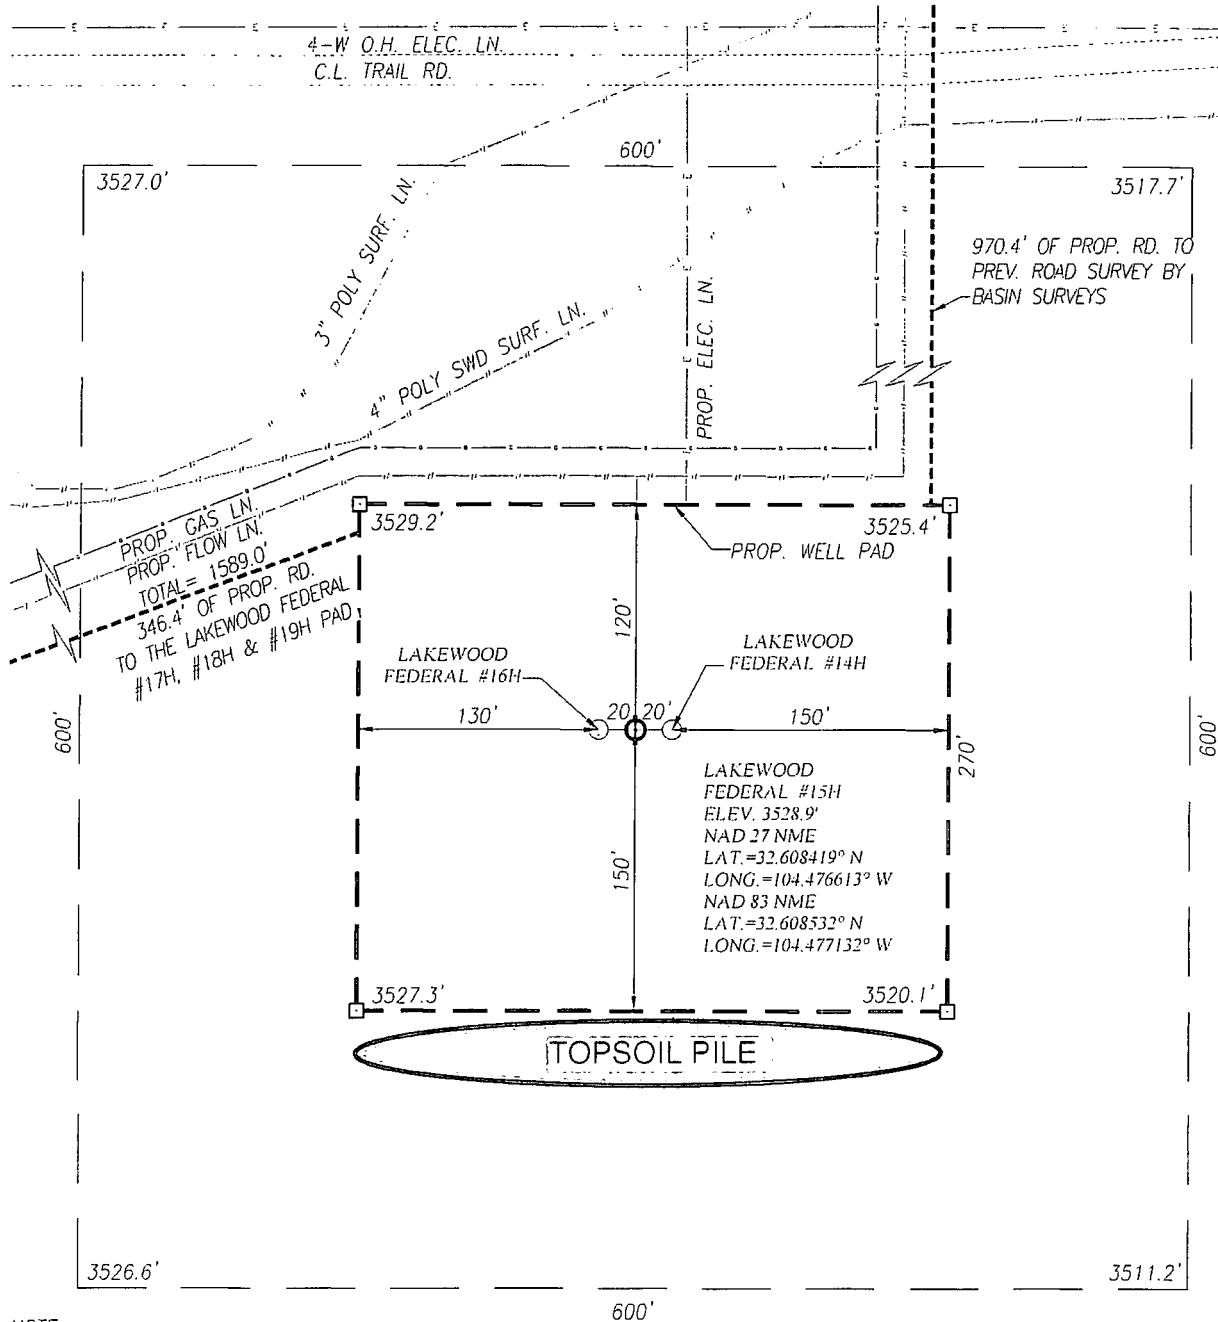 4-W O.H. ELEC. LN.
C.L. TRAIL RD.
600'
3527.0'
3517.7'
3" POLY SURF. LN.
970.4' OF PROP. RD. TO
PREV. ROAD SURVEY BY
BASIN SURVEYS
4" POLY SWD SURF. LN.
PROP. ELEC. LN.
PROP. GAS LN.
PROP. FLOW LN.
TOTAL= 1589.0'
346.4' OF PROP. RD.
TO THE LAKEWOOD FEDERAL
#17H, #18H & #19H PAD
3529.2'
3525.4'
PROP. WELL PAD
120'
LAKEWOOD
FEDERAL #16H
LAKEWOOD
FEDERAL #14H
600'
130'
20'
20'
150'
270'
600'
LAKEWOOD
FEDERAL #15H
ELEV. 3528.9'
NAD 27 NME
LAT.=32.608419° N
LONG.=104.476613° W
NAD 83 NME
LAT.=32.608532° N
LONG.=104.477132° W
150'
3527.3'
3520.1'
TOPSOIL PILE
3526.6'
3511.2'
600'